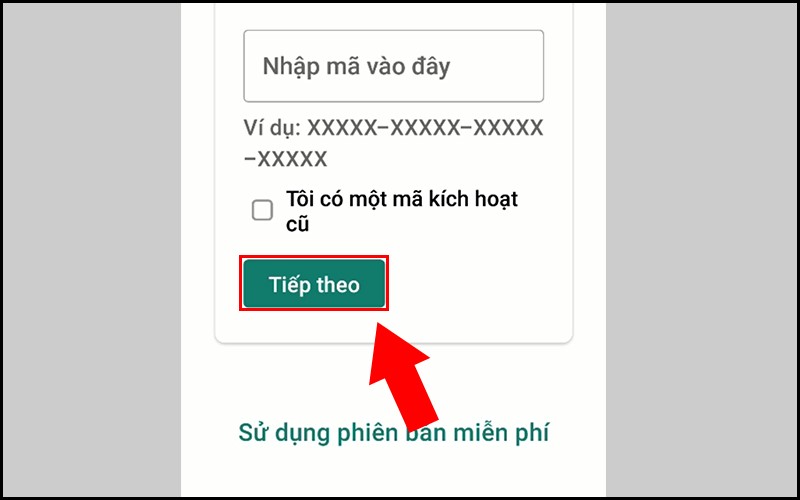 Nhập mã vào đây
Ví dụ: XXXXX–XXXXX–XXXXX
–XXXXX
Tôi có một mã kích hoạt
cũ
Tiếp theo
Sử dụng phiên bản miễn phí